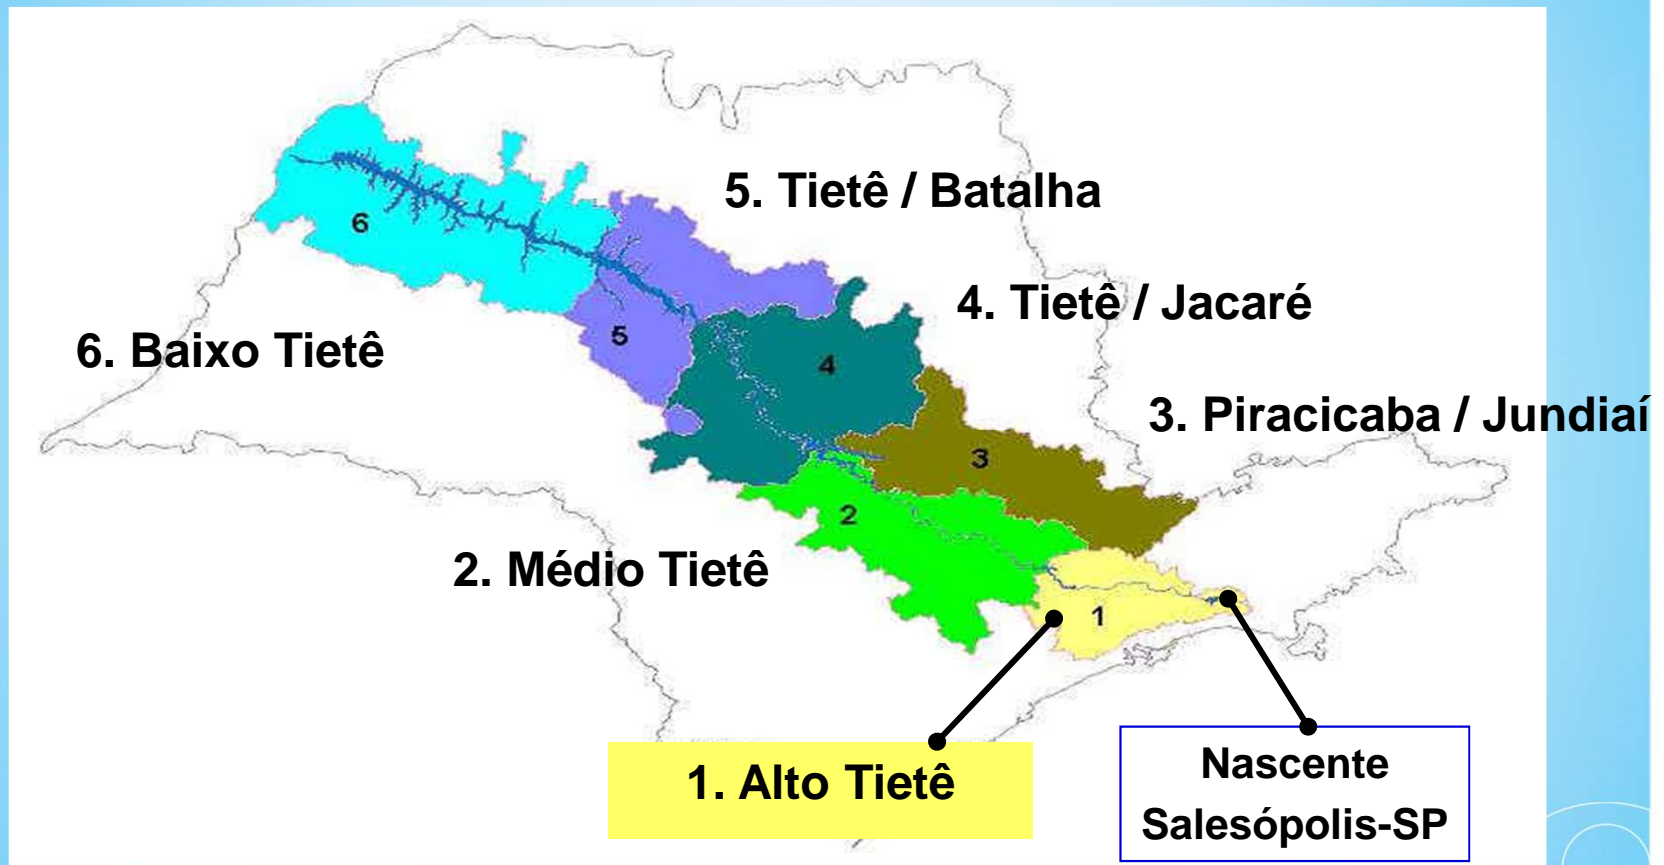 5. Tietê / Batalha
4. Tietê / Jacaré
6. Baixo Tietê
3. Piracicaba / Jundiaí
2. Médio Tietê
1. Alto Tietê
Nascente
Salesópolis-SP
6
5
4
3
2
1